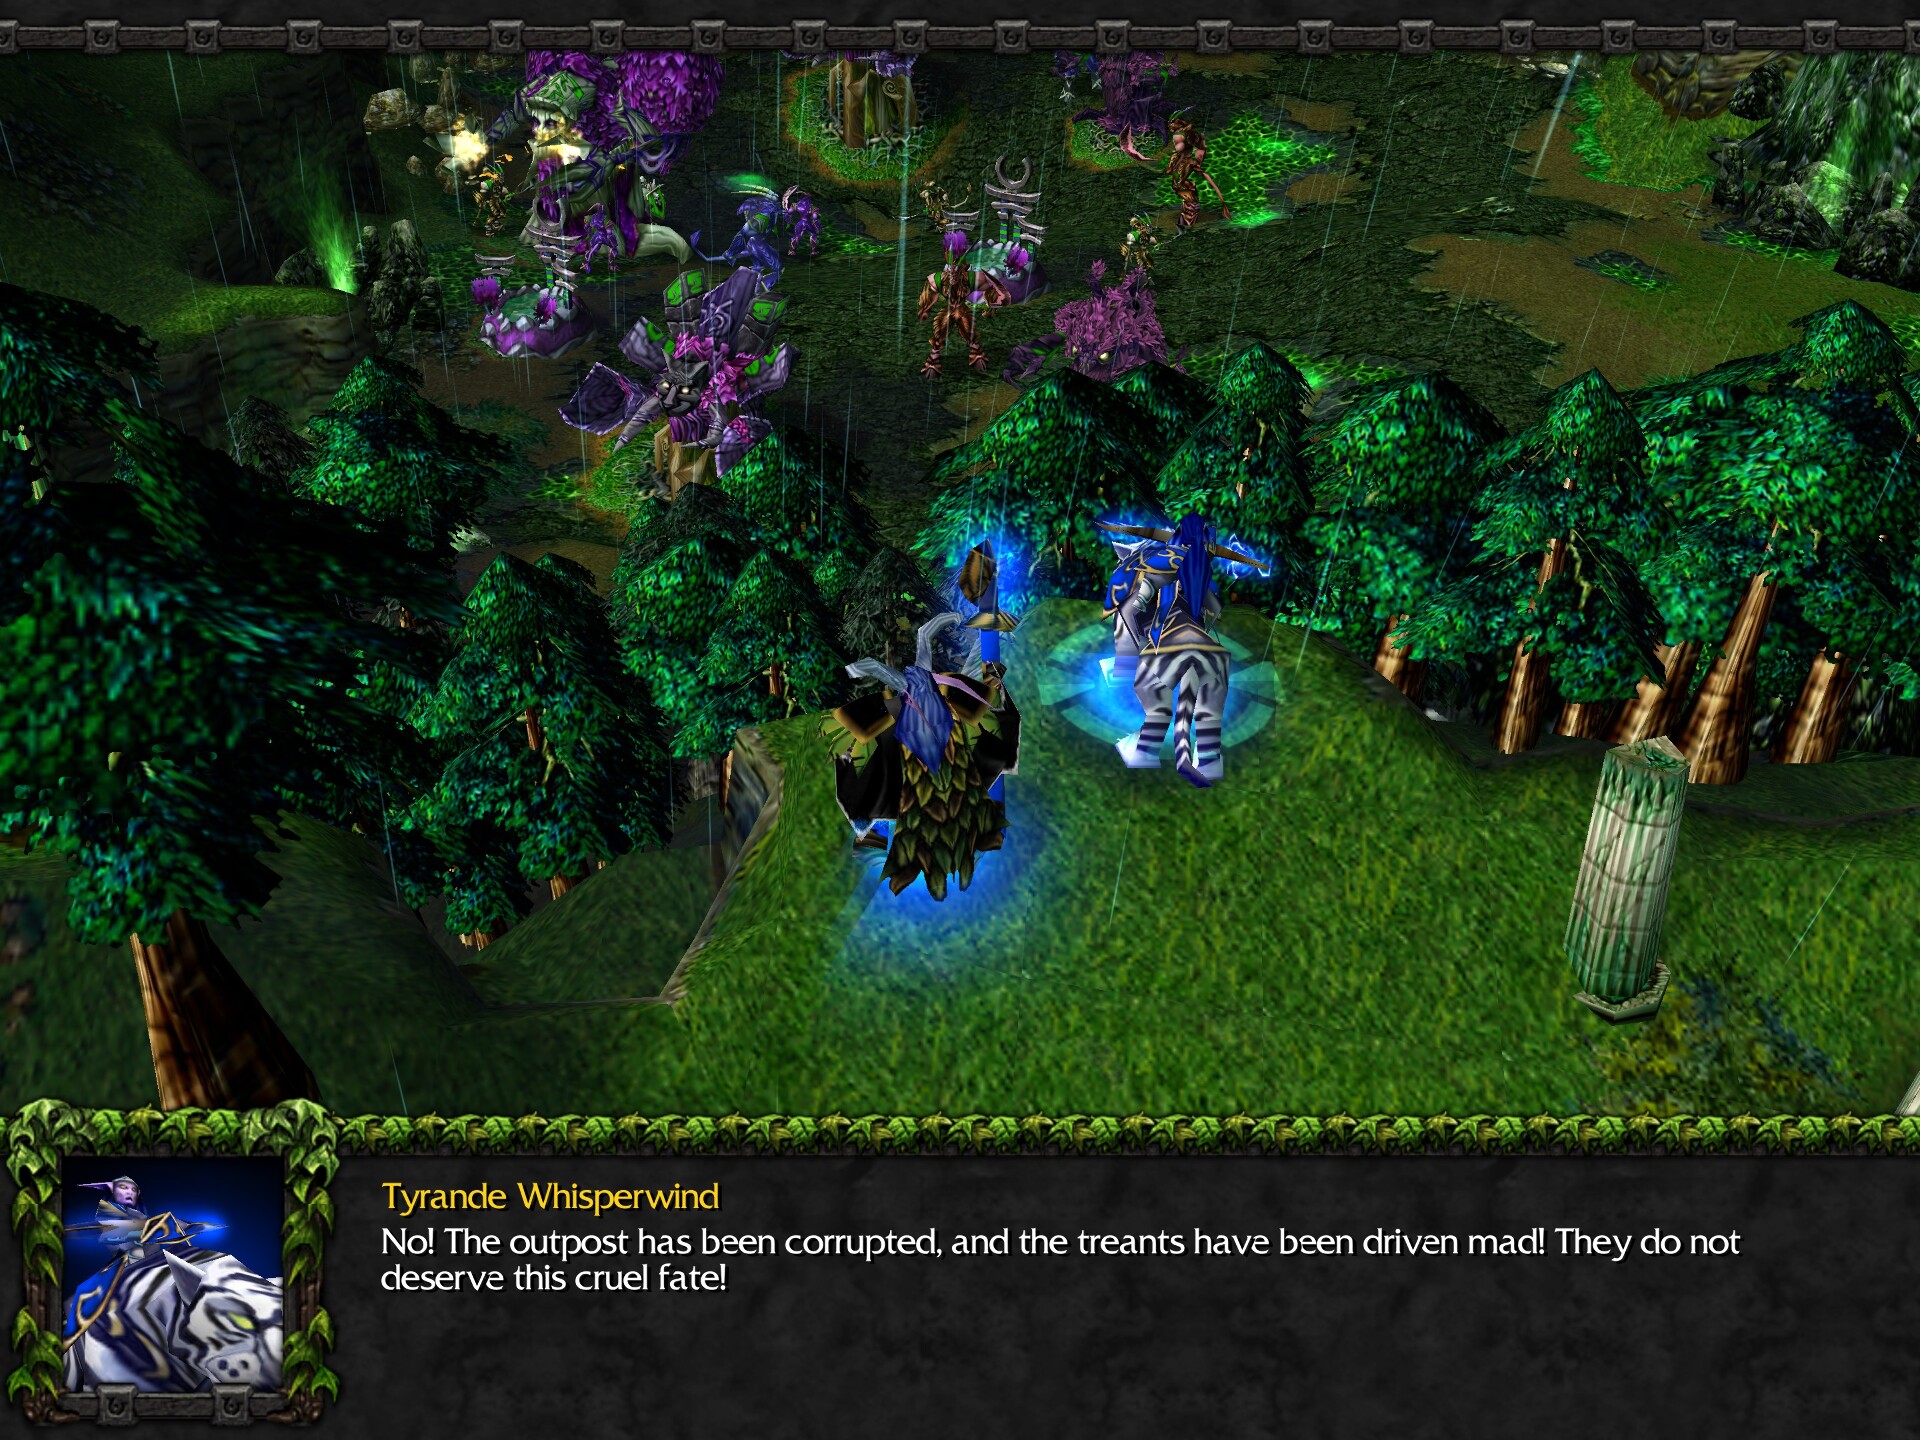 Tyrande Whisperwind
No! The outpost has been corrupted, and the treants have been driven mad! They do not
deserve this cruel fate!